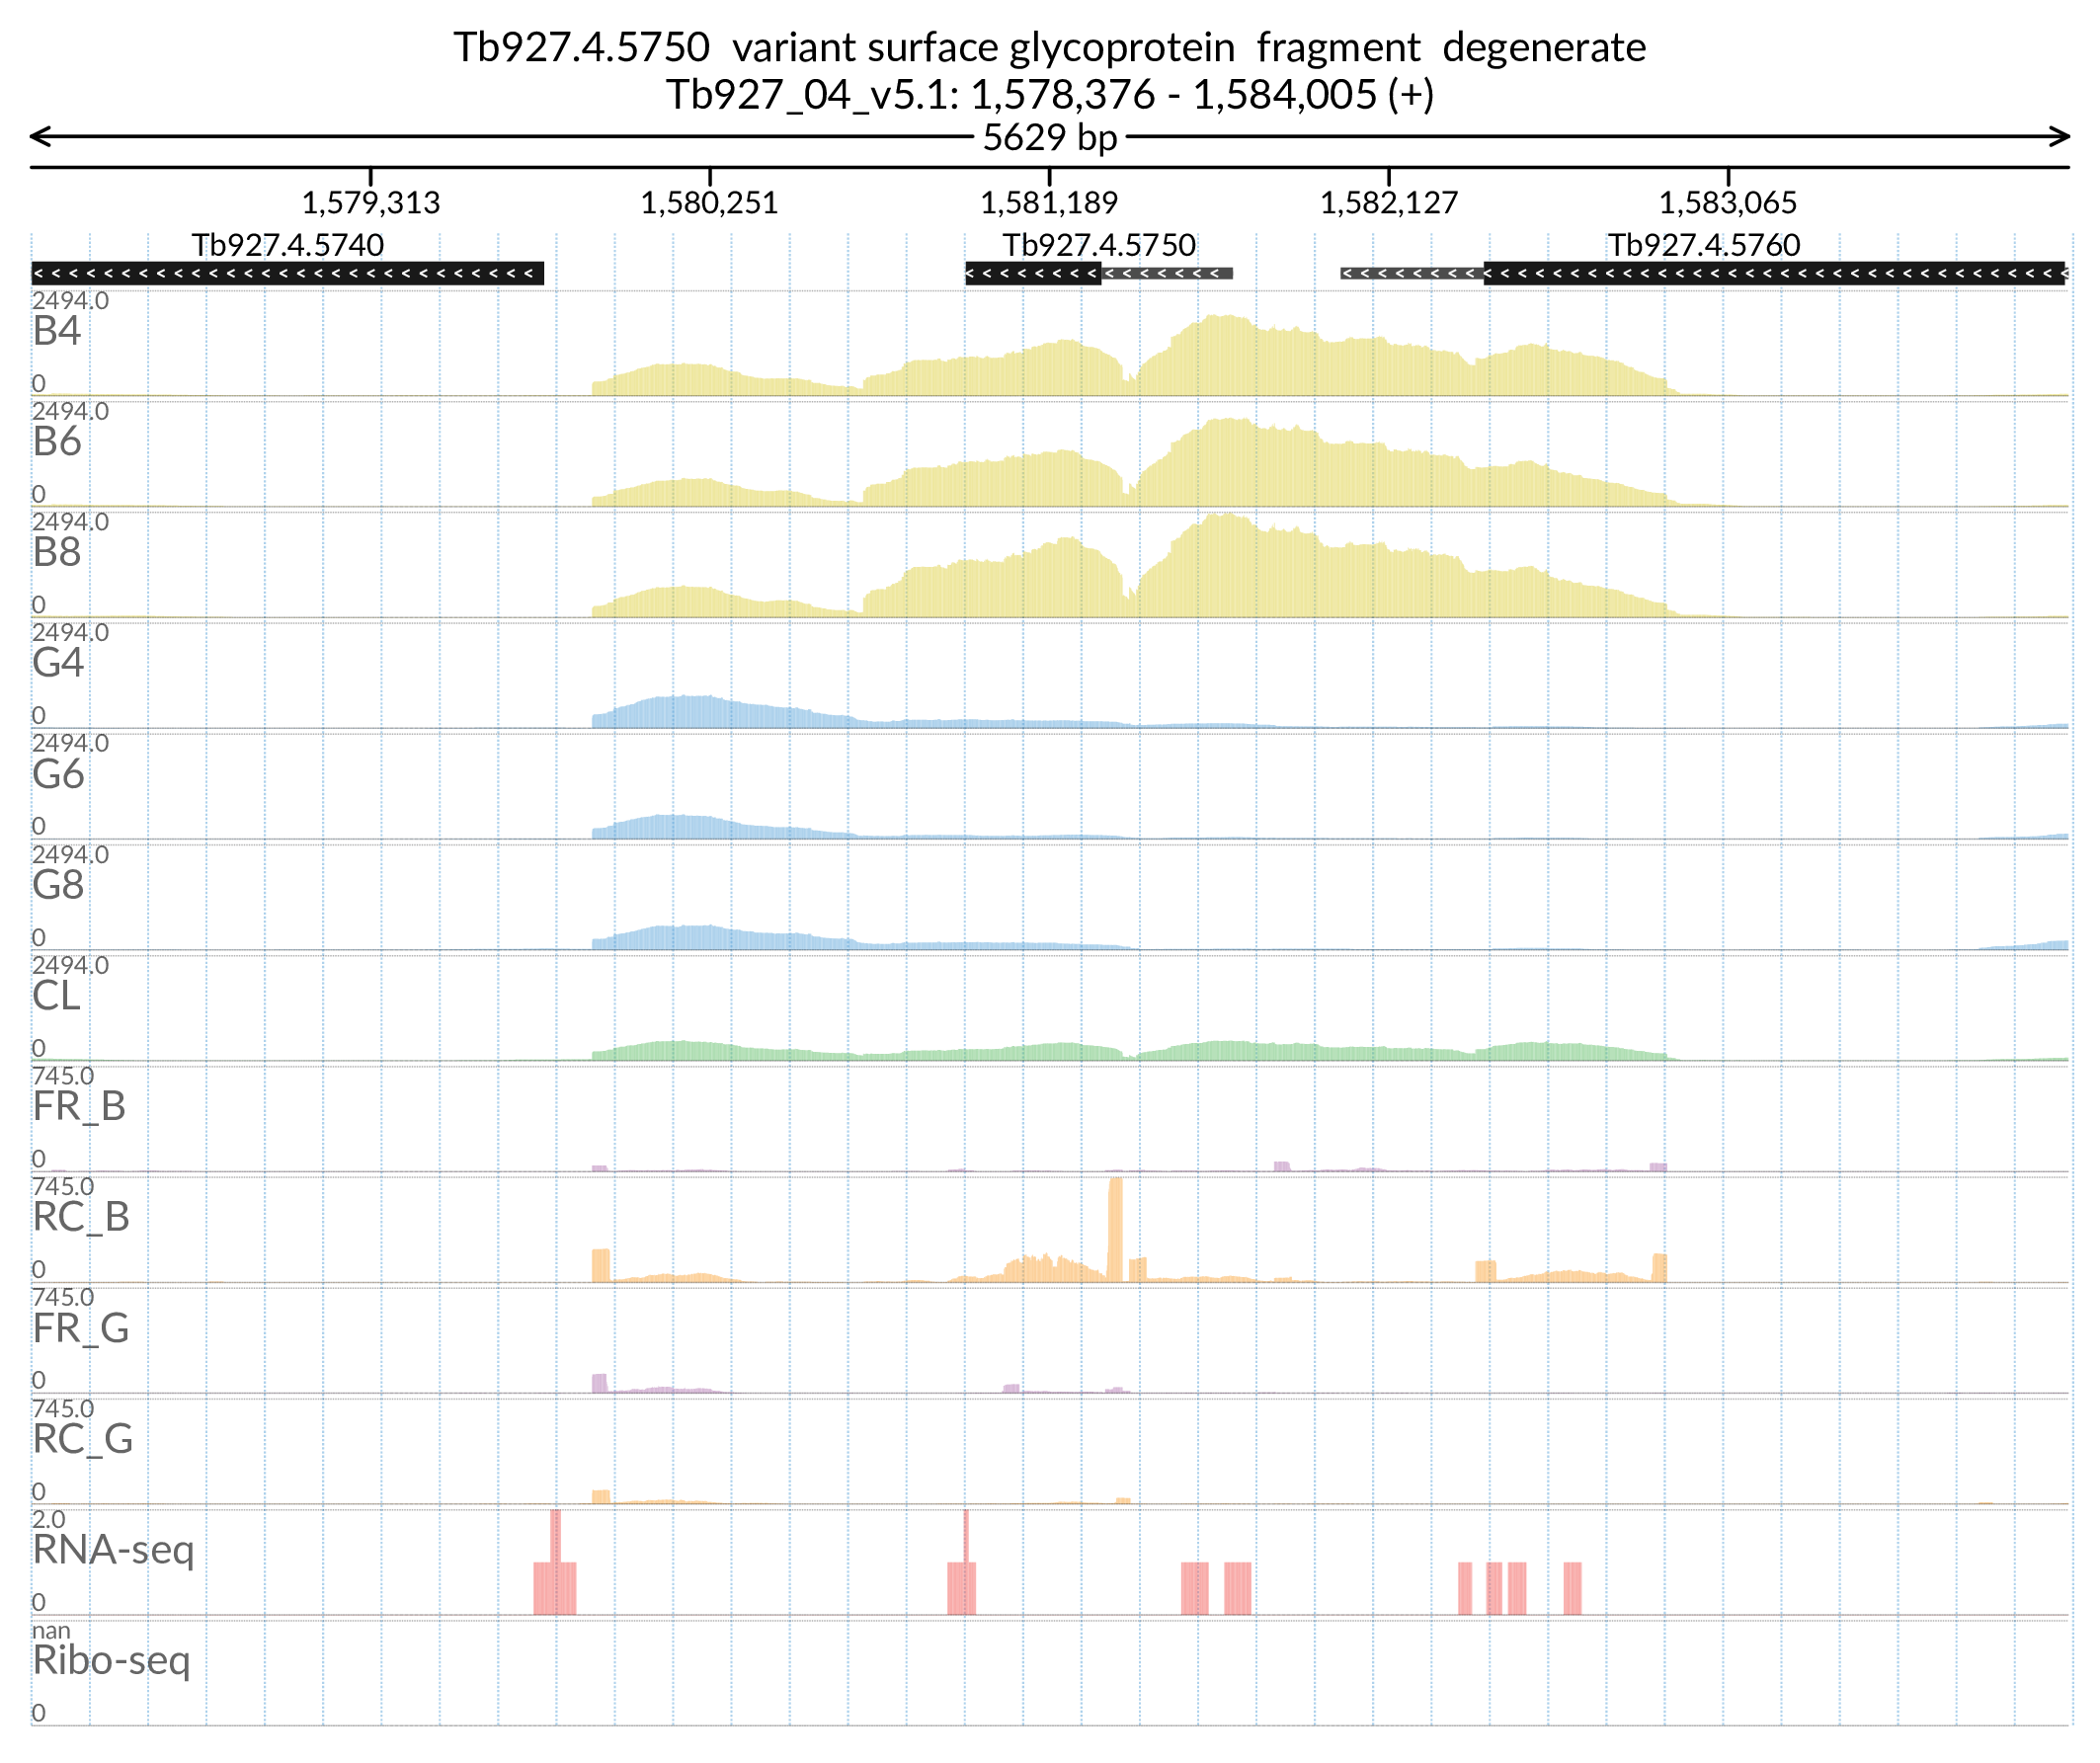 Tb927.4.5750  variant surface glycoprotein  fragment  degenerate
Tb927_04_v5.1: 1,578,376 - 1,584,005 (+)
5629 bp
1,579,313 1,580,251 1,581,189 1,582,127 1,583,065
Tb927.4.5740 Tb927.4.5750 Tb927.4.5760
2494.0
B4
0
2494.0
B6
0
2494.0
B8
0
2494.0
G4
0
2494.0
G6
0
2494.0
G8
0
2494.0
CL
0
745.0
FR_B
0
745.0
RC_B
0
745.0
FR_G
0
745.0
RC_G
0
2.0
RNA-seq
0
nan
Ribo-seq
0